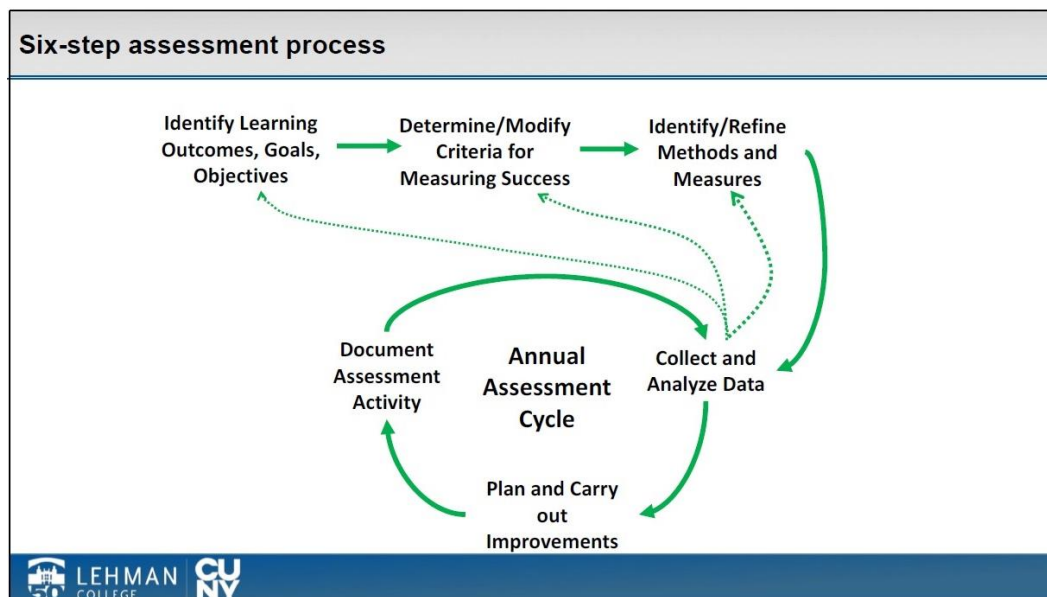 Six-step assessment process
Identify Learning
Outcomes, Goals,
Objectives
Determine/Modify
Criteria for
Measuring Success
Identify/Refine
Methods and
Measures
Document
Assessment
Activity
Annual
Assessment
Cycle
Collect and
Analyze Data
Plan and Carry
out
Improvements
50
LEHMAN
COLLEGE
CU
NY